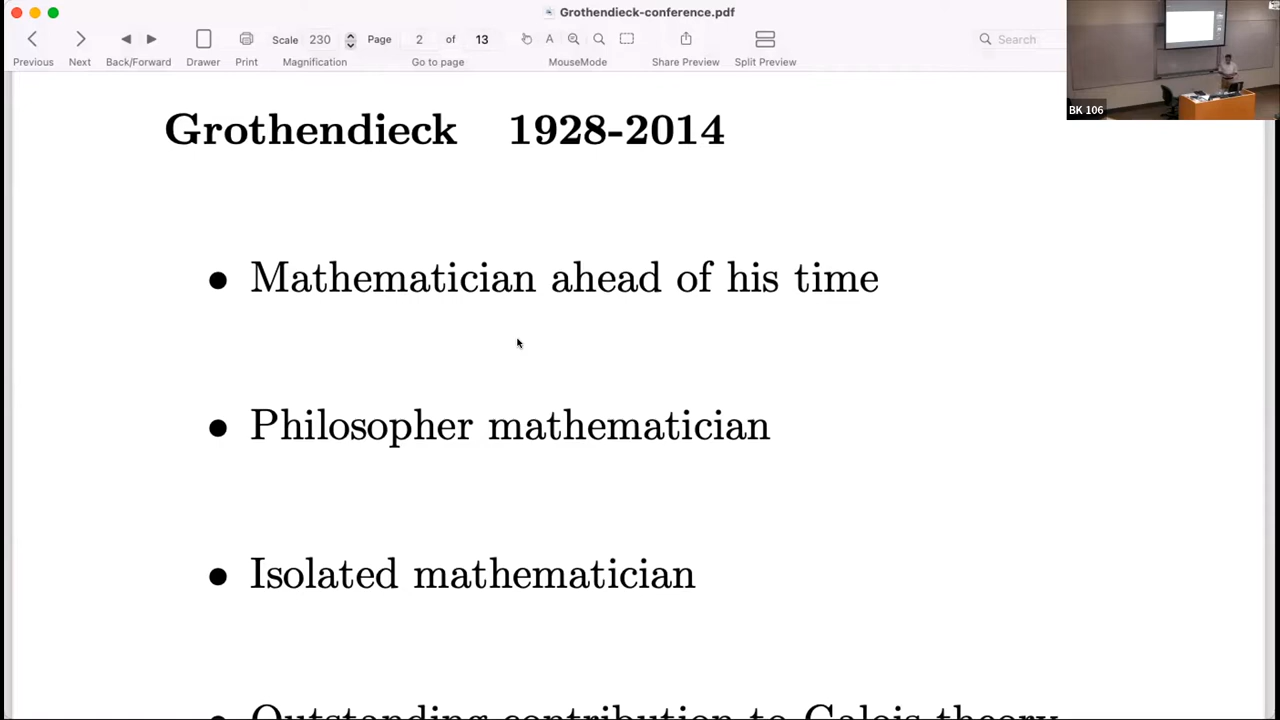 Grothendieck-conference.pdf
Previous Next Back/Forward Drawer Print Scale 230 Magnification Page 2 of 13 Go to page A MouseMode Share Preview Split Preview Search
BK 106
Grothendieck 1928-2014
• Mathematician ahead of his time
• Philosopher mathematician
• Isolated mathematician
• Outstanding contribution to Galois theory